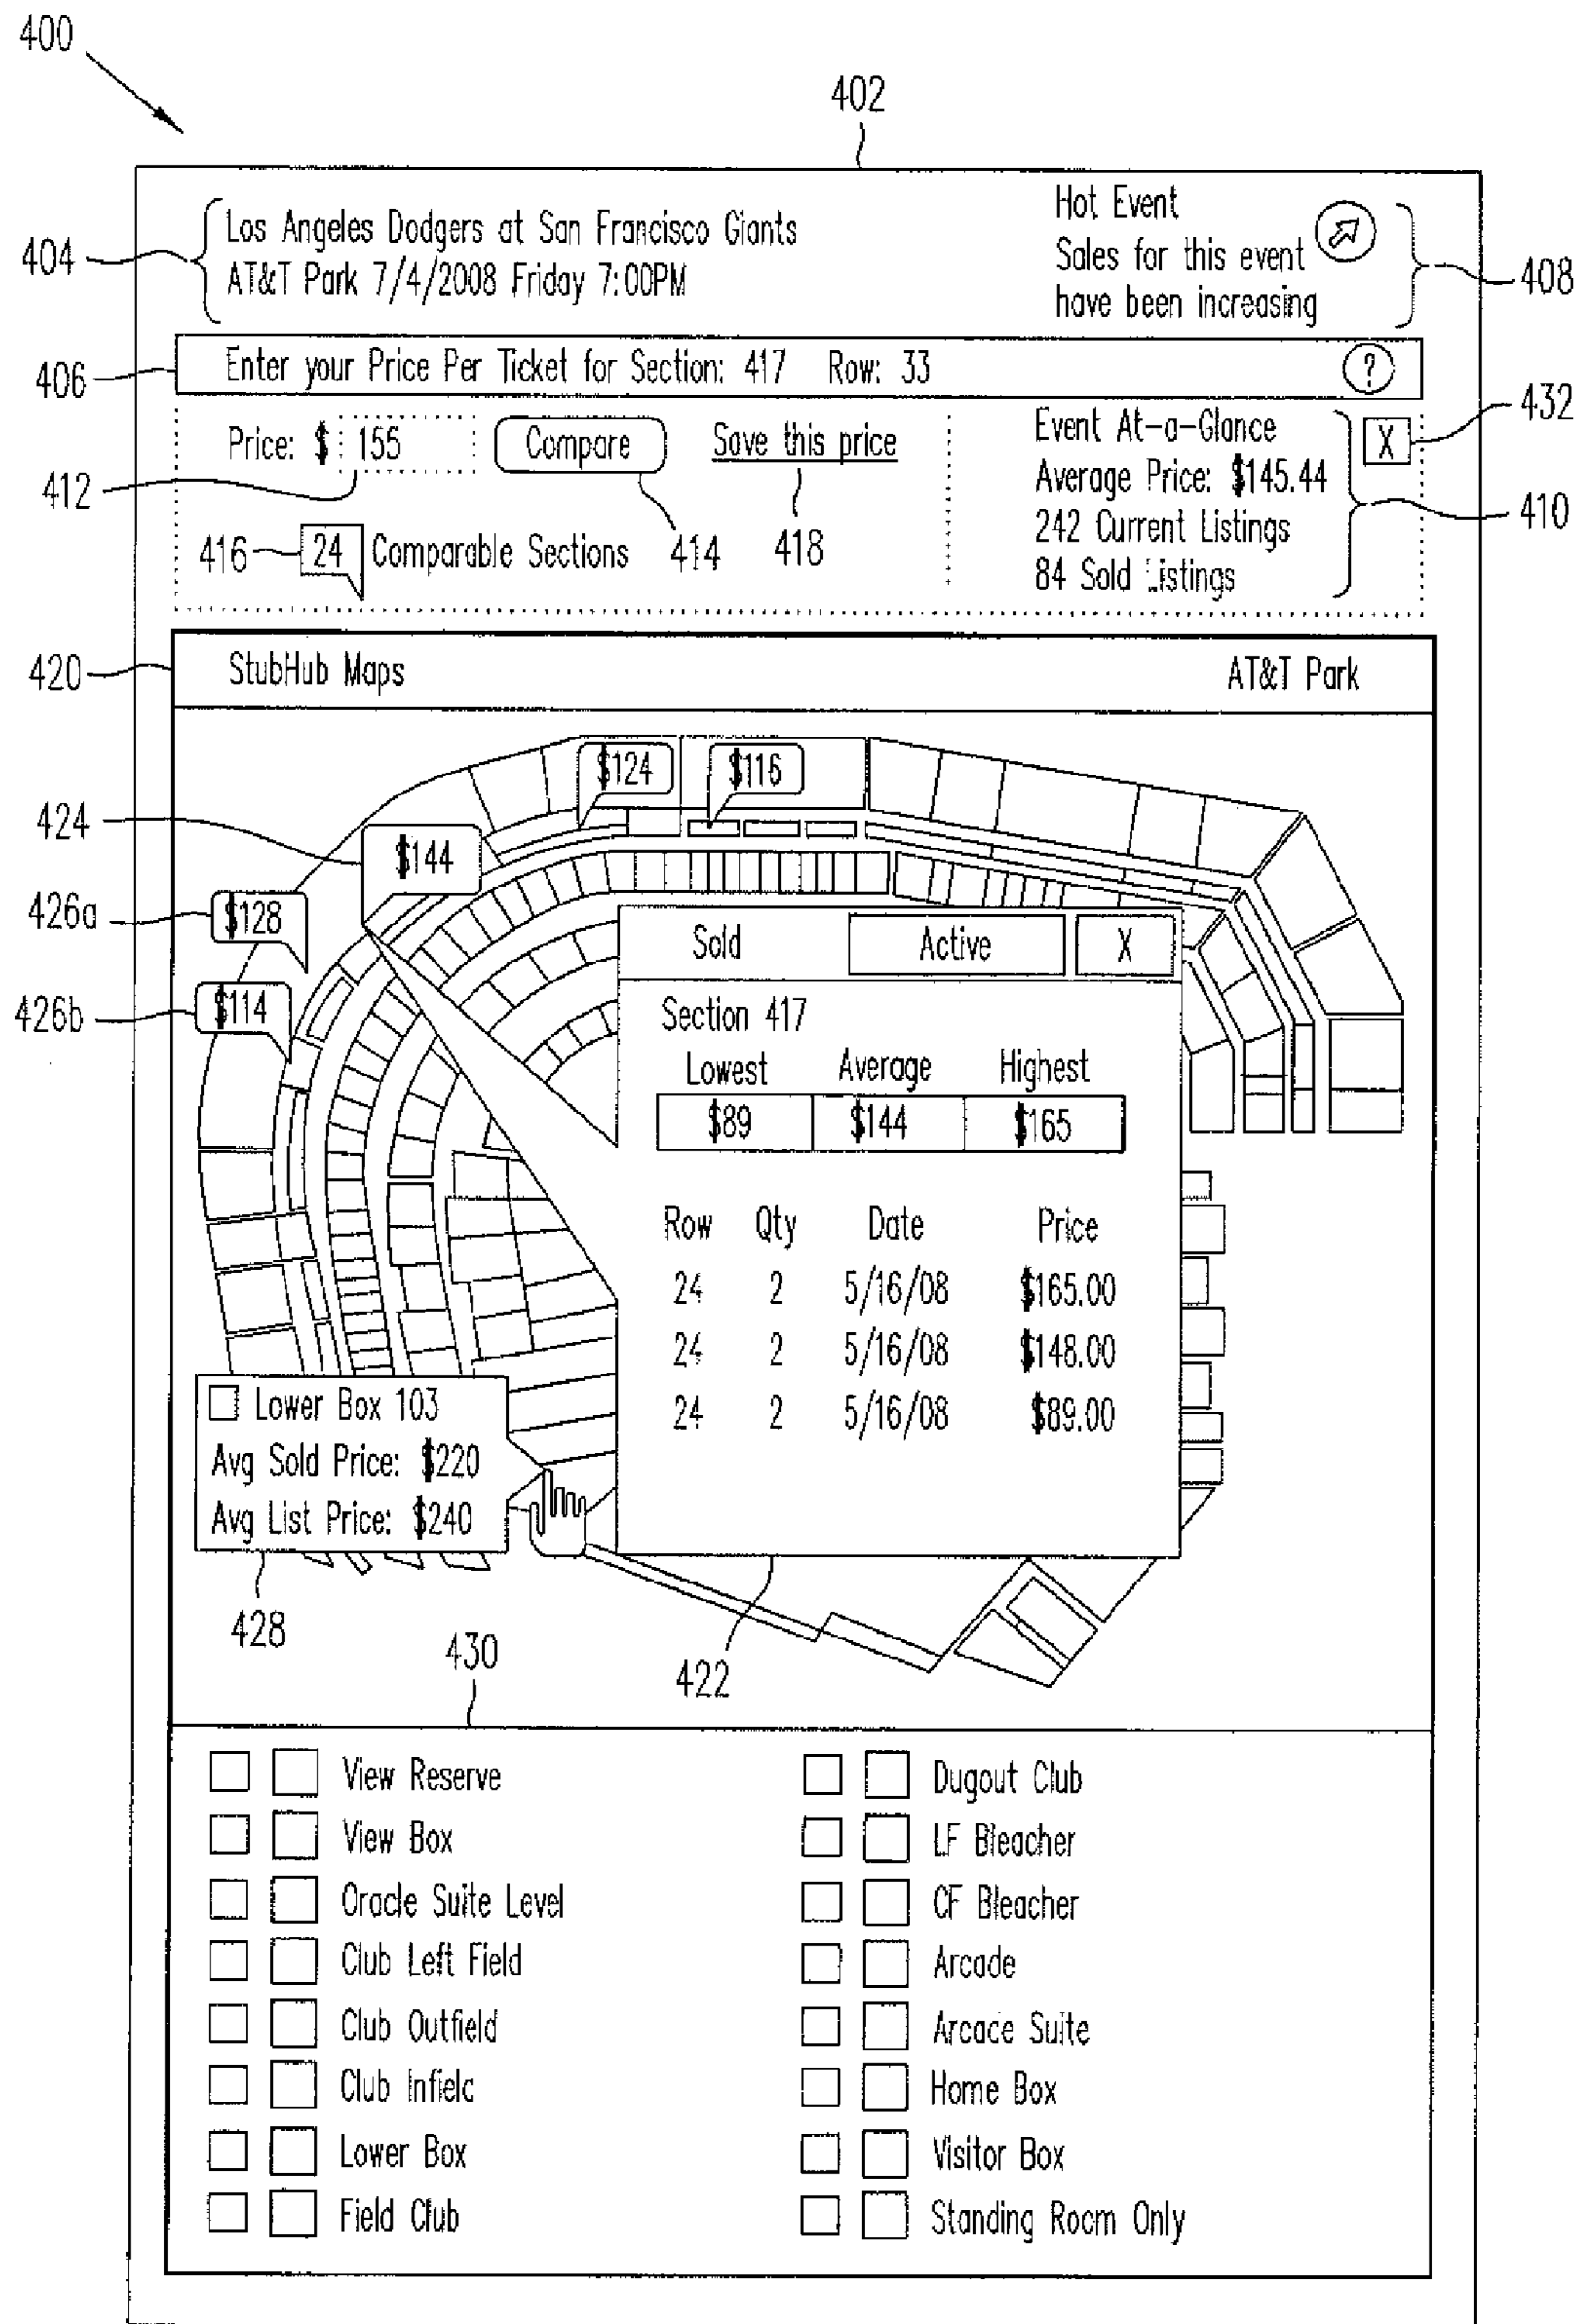 400
402
404
Los Angeles Dodgers at San Francisco Giants
AT&T Park 7/4/2008 Friday 7:00PM
Hot Event
Sales for this event
have been increasing
408
406
Enter your Price Per Ticket for Section: 417 Row: 33
?
432
Price: $ 155
Compare
Save this price
412
416
24 Comparable Sections
414
418
Event At-a-Glance
X
Average Price: $145.44
242 Current Listings
84 Sold Listings
410
420
StubHub Maps
AT&T Park
$124
$116
424
$144
426a
$128
426b
$114
Sold
Active
X
Section 417
Lowest Average Highest
$89 $144 $165
Row Qty Date Price
24 2 5/16/08 $165.00
24 2 5/16/08 $148.00
24 2 5/16/08 $89.00
Lower Box 103
Avg Sold Price: $220
Avg List Price: $240
428
430
422
View Reserve
View Box
Oracle Suite Level
Club Left Field
Club Outfield
Club Infield
Lower Box
Field Club
Dugout Club
LF Bleacher
CF Bleacher
Arcade
Arcade Suite
Home Box
Visitor Box
Standing Room Only